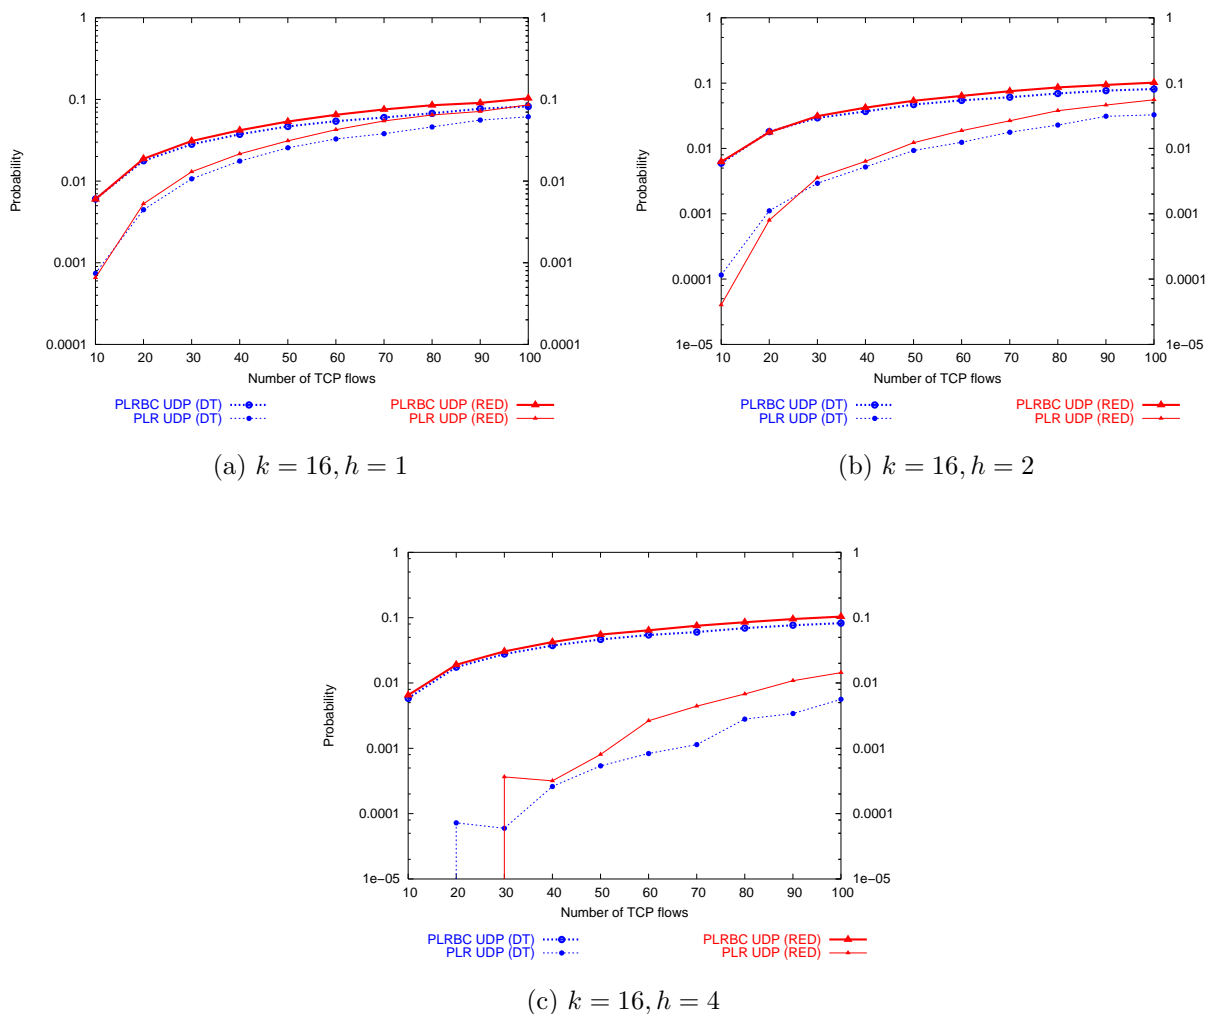 1 1 1 1
0.1 0.1 0.1 0.1
0.01 0.01
0.01 0.01
0.001 0.001
0.001 0.001
0.0001 0.0001
0.0001 0.0001 1e−05 1e−05
Probability Probability
10 20 30 40 50 60 70 80 90 100 10 20 30 40 50 60 70 80 90 100
Number of TCP flows Number of TCP flows
PLRBC UDP (DT) PLRBC UDP (RED) PLRBC UDP (DT) PLRBC UDP (RED)
PLR UDP (DT) PLR UDP (RED) PLR UDP (DT) PLR UDP (RED)
(a) k = 16, h = 1 (b) k = 16, h = 2
1 1
0.1 0.1
0.01 0.01
Probability
0.001 0.001
0.0001 0.0001
1e−05 1e−05
10 20 30 40 50 60 70 80 90 100
Number of TCP flows
PLRBC UDP (DT) PLRBC UDP (RED)
PLR UDP (DT) PLR UDP (RED)
(c) k = 16, h = 4